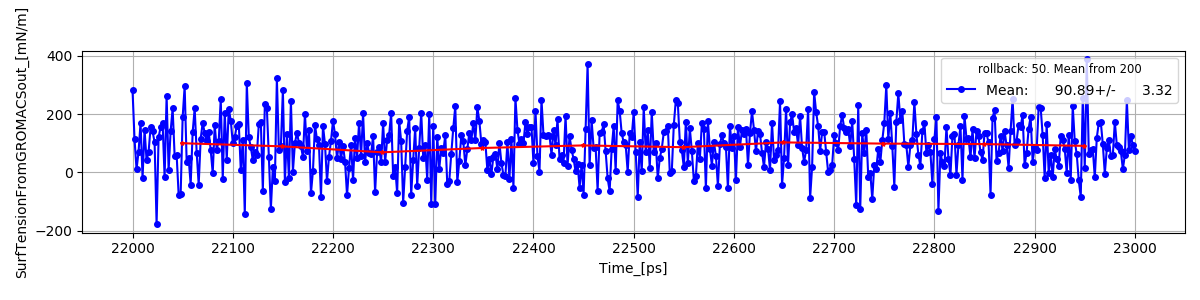 SurfTensionFromGROMACSout_[mN/m]
400
200
0
−200
rollback: 50. Mean from 200
Mean: 90.89+/- 3.32
22000 22100 22200 22300 22400 22500 22600 22700 22800 22900 23000
Time_[ps]